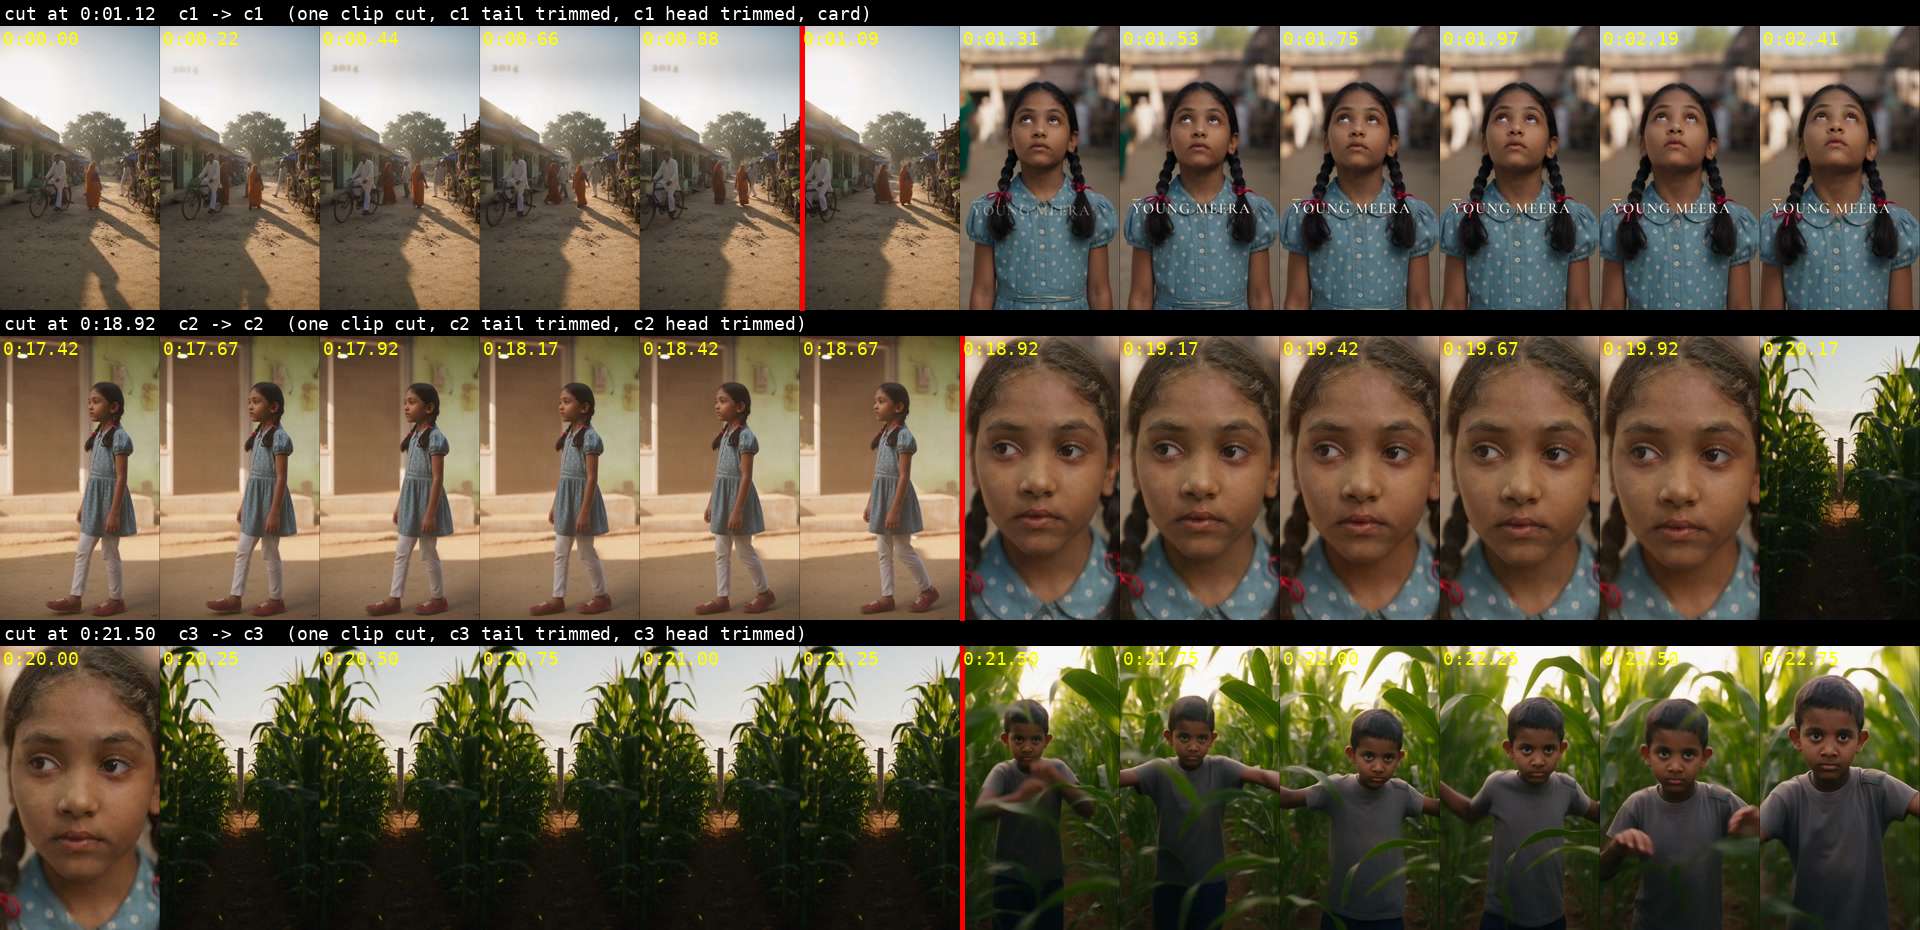 cut at 0:01.12 c1 -> c1 (one clip cut, c1 tail trimmed, c1 head trimmed, card)
0:00.00 0:00.22 0:00.44 0:00.66 0:00.88 0:01.09 0:01.31 0:01.53 0:01.75 0:01.97 0:02.19 0:02.41
2014 2014 2014 2014
YOUNG MEERA YOUNG MEERA YOUNG MEERA YOUNG MEERA YOUNG MEERA YOUNG MEERA
cut at 0:18.92 c2 -> c2 (one clip cut, c2 tail trimmed, c2 head trimmed)
0:17.42 0:17.67 0:17.92 0:18.17 0:18.42 0:18.67 0:18.92 0:19.17 0:19.42 0:19.67 0:19.92 0:20.17
cut at 0:21.50 c3 -> c3 (one clip cut, c3 tail trimmed, c3 head trimmed)
0:20.00 0:20.25 0:20.50 0:20.75 0:21.00 0:21.25 0:21.50 0:21.75 0:22.00 0:22.25 0:22.50 0:22.75